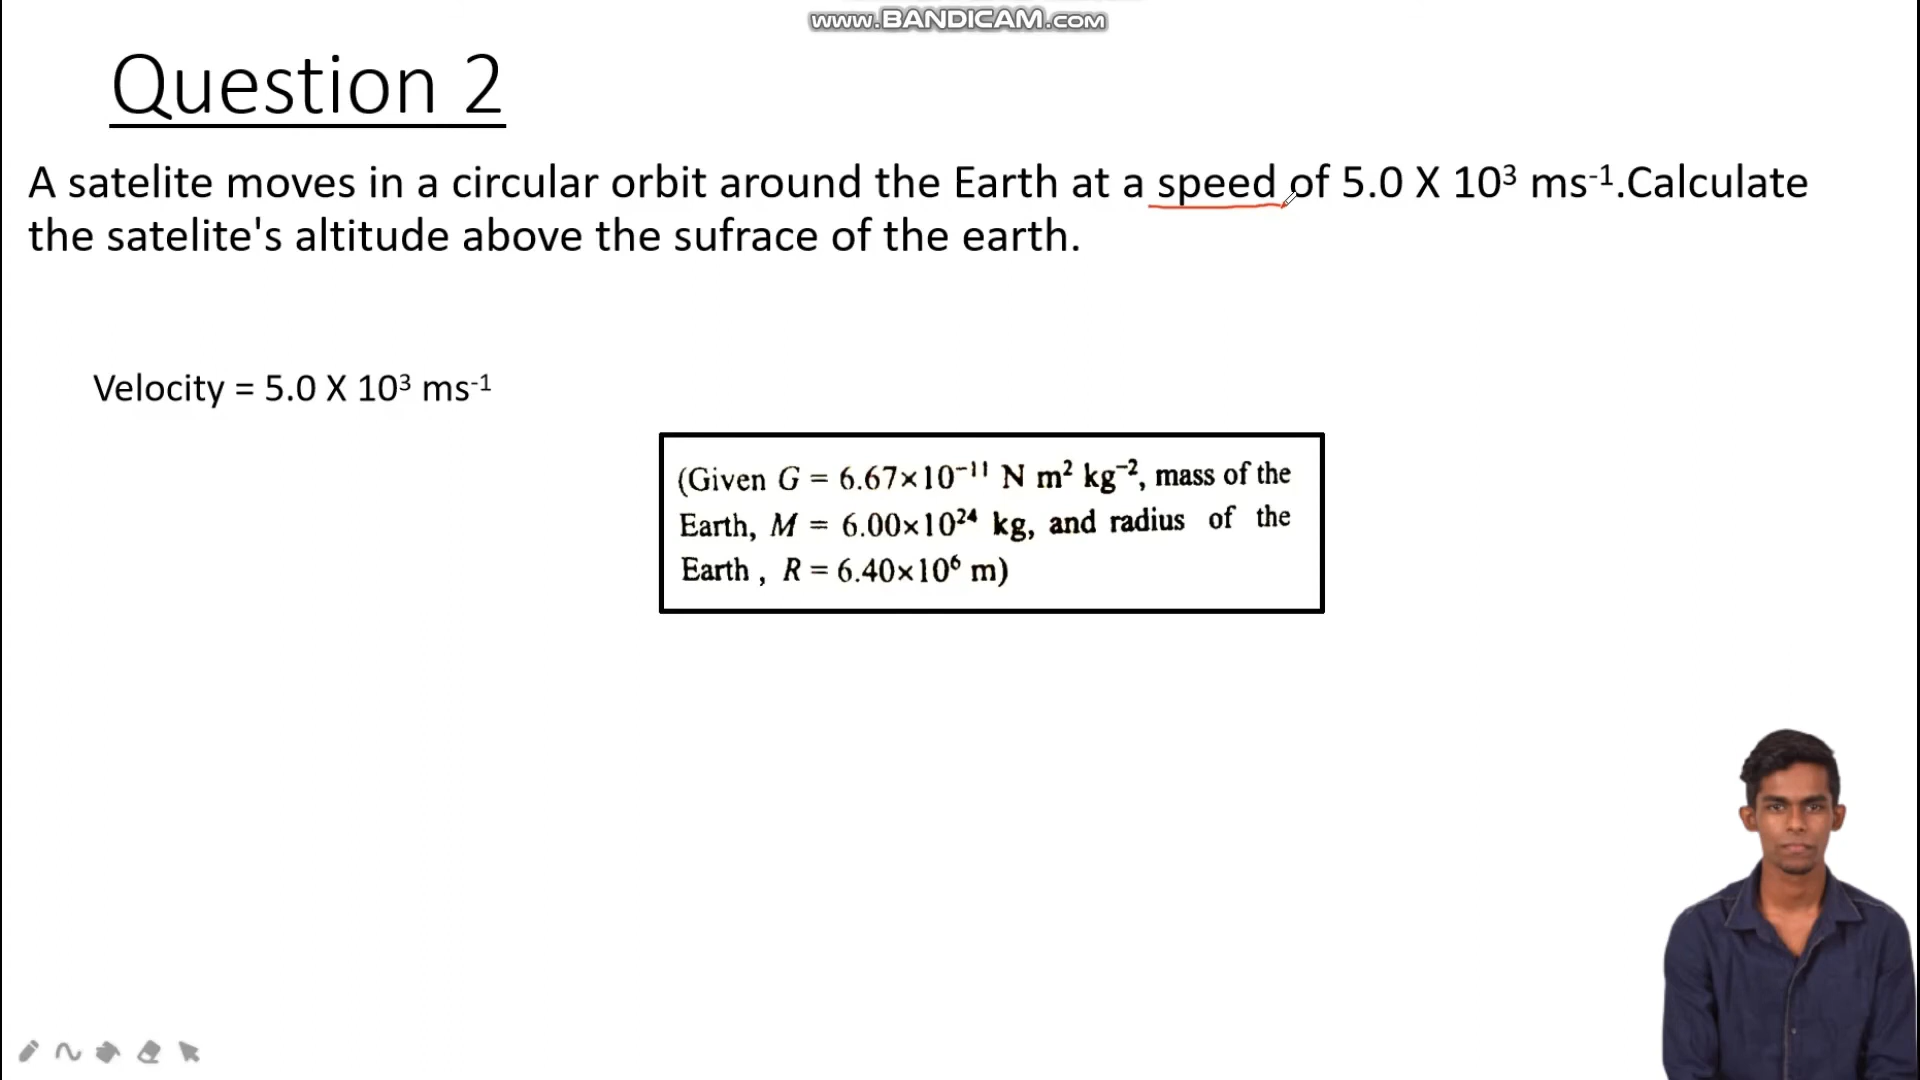 www.BANDICAM.com
Question 2
A satelite moves in a circular orbit around the Earth at a speed of 5.0 X 10³ ms⁻¹.Calculate
the satelite's altitude above the sufrace of the earth.
Velocity = 5.0 X 10³ ms⁻¹
(Given G = 6.67×10⁻¹¹ N m² kg⁻², mass of the
Earth, M = 6.00×10²⁴ kg, and radius of the
Earth , R = 6.40×10⁶ m)